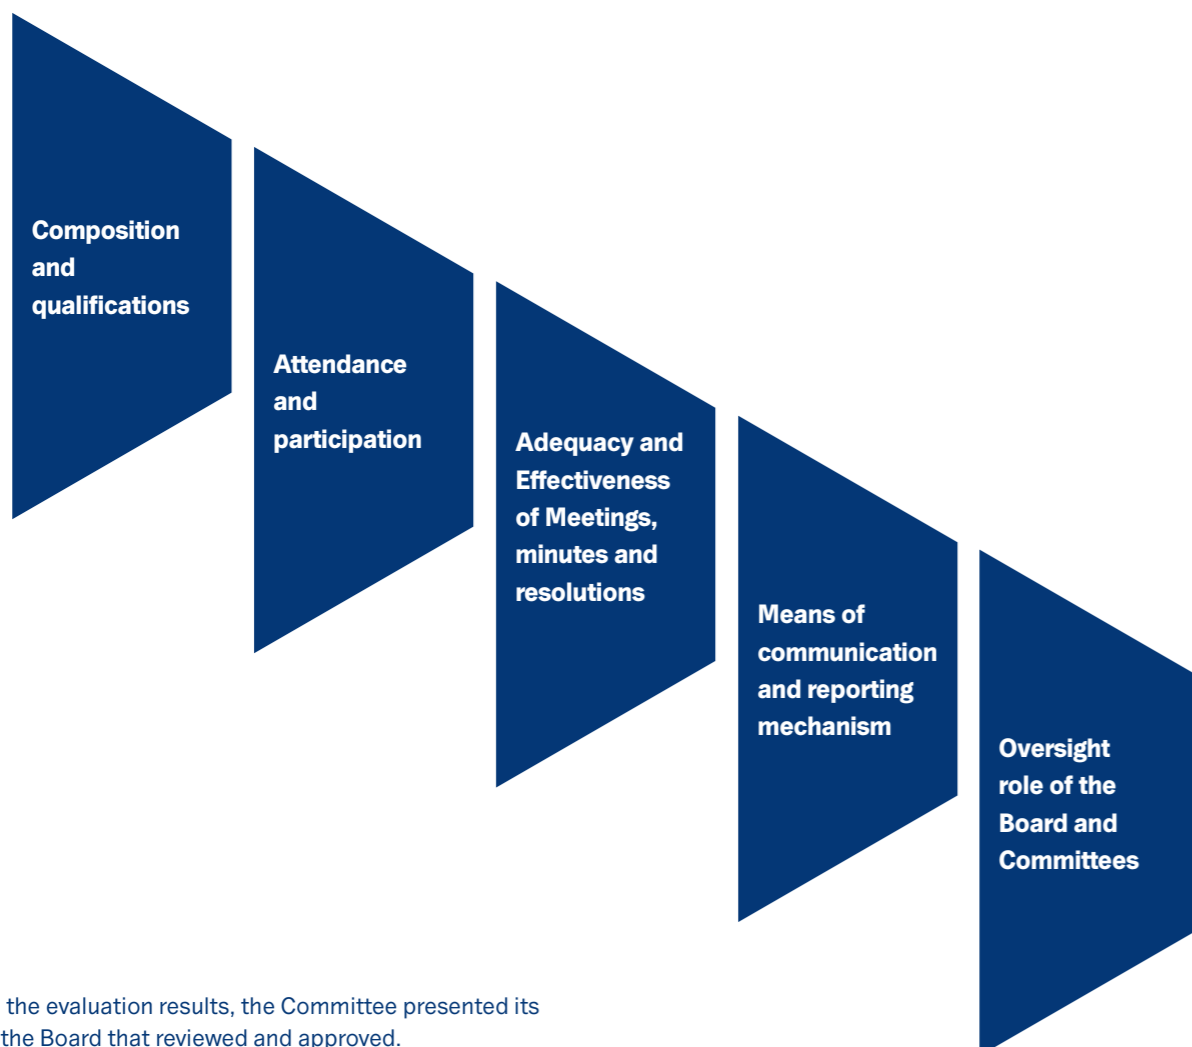 Composition
and
qualifications
Attendance
and
participation
Adequacy and
Effectiveness
of Meetings,
minutes and
resolutions
Means of
communication
and reporting
mechanism
Oversight
role of the
Board and
Committees
the evaluation results, the Committee presented its
the Board that reviewed and approved.